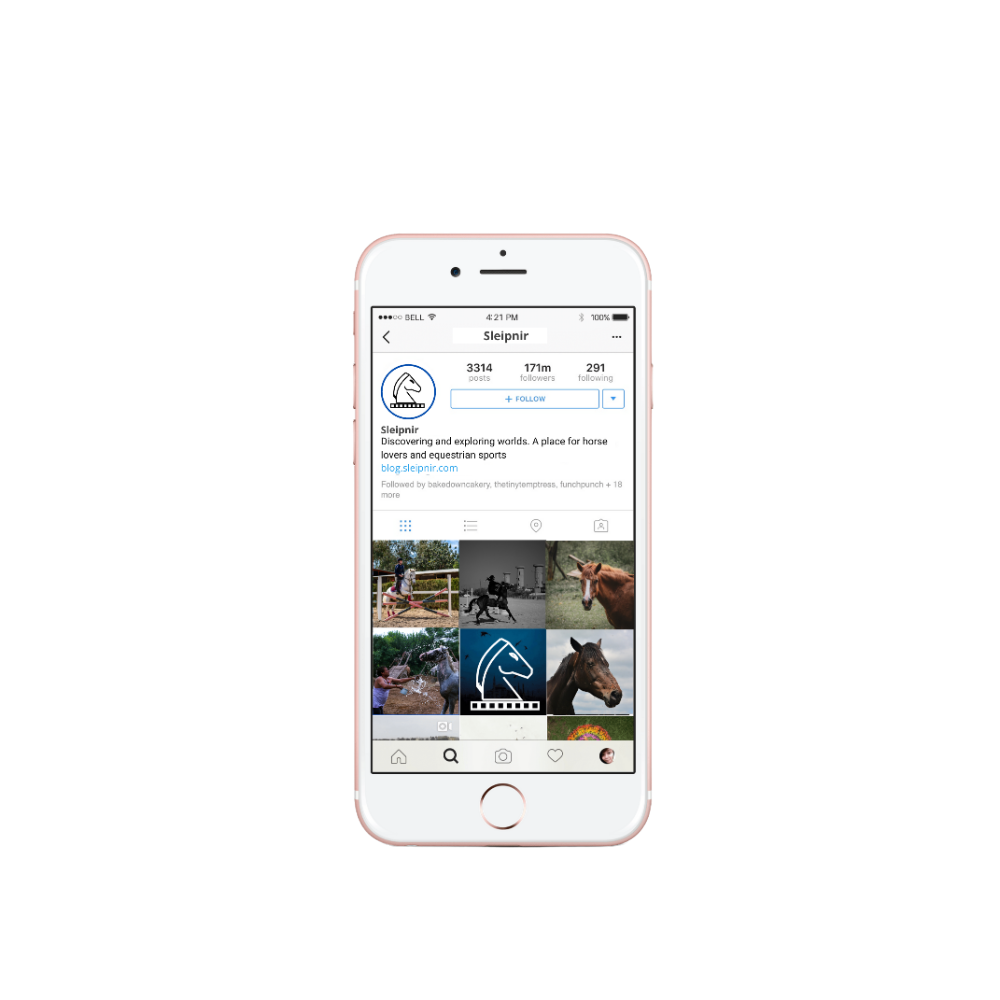 BELL 4:21 PM 100%
Sleipnir
3314 171m 291
posts followers following
+ FOLLOW
Sleipnir
Discovering and exploring worlds. A place for horse
lovers and equestrian sports
blog.sleipnir.com
Followed by bakedowncakery, thetinytemptress, funchpunch + 18
more